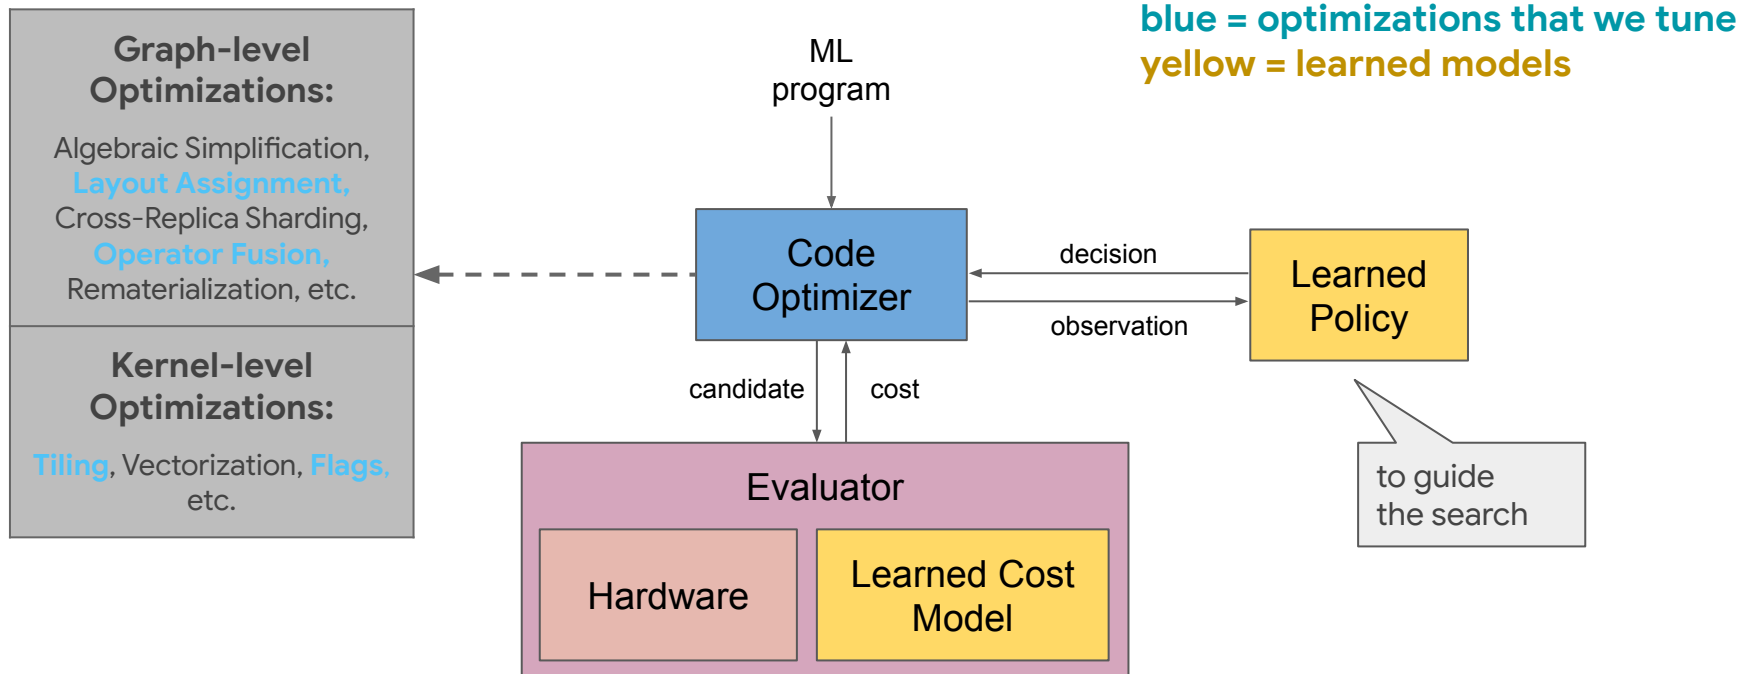 blue = optimizations that we tune
yellow = learned models
Graph-level
Optimizations:
Algebraic Simplification,
Layout Assignment,
Cross-Replica Sharding,
Operator Fusion,
Rematerialization, etc.
Kernel-level
Optimizations:
Tiling, Vectorization, Flags,
etc.
ML
program
Code
Optimizer
decision
observation
Learned
Policy
candidate
cost
to guide
the search
Evaluator
Hardware
Learned Cost
Model